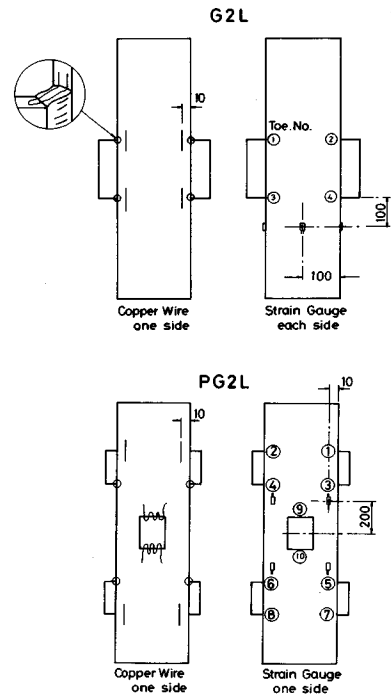 G2L
10
Toe.No.
1 2
3 4
100
100
Copper Wire
one side
Strain Gauge
each side
PG2L
10
10
2 1
4 3
9
200
10
6 5
8 7
Copper Wire
one side
Strain Gauge
one side